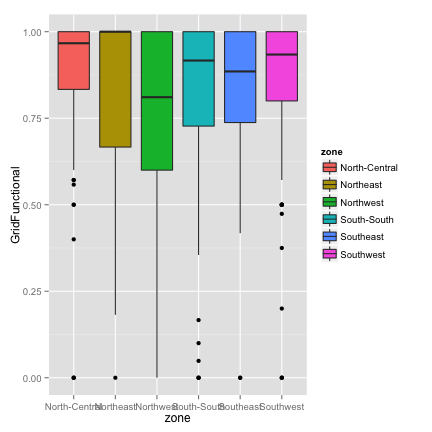 1.00
0.75
0.50
0.25
0.00
GridFunctional
North-Central Northeast Northwest South-South Southeast Southwest
zone
zone
North-Central
Northeast
Northwest
South-South
Southeast
Southwest